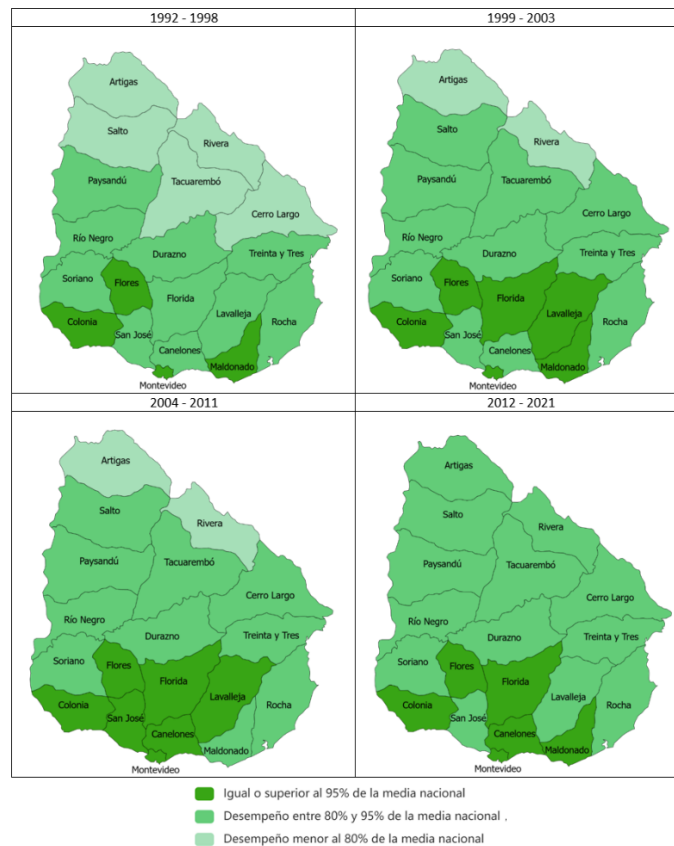 1992 - 1998
Artigas
Salto
Rivera
Paysandú
Tacuarembó
Cerro Largo
Río Negro
Durazno
Treinta y Tres
Soriano
Flores
Florida
Lavalleja
Colonia
San José
Rocha
Canelones
Maldonado
Montevideo
1999 - 2003
Artigas
Salto
Rivera
Paysandú
Tacuarembó
Cerro Largo
Río Negro
Durazno
Treinta y Tres
Soriano
Flores
Florida
Lavalleja
Colonia
San José
Rocha
Canelones
Maldonado
Montevideo
2004 - 2011
Artigas
Salto
Rivera
Paysandú
Tacuarembó
Cerro Largo
Río Negro
Durazno
Treinta y Tres
Soriano
Flores
Florida
Lavalleja
Colonia
San José
Rocha
Canelones
Maldonado
Montevideo
2012 - 2021
Artigas
Salto
Rivera
Paysandú
Tacuarembó
Cerro Largo
Río Negro
Durazno
Treinta y Tres
Soriano
Flores
Florida
Lavalleja
Colonia
San José
Rocha
Canelones
Maldonado
Montevideo
Igual o superior al 95% de la media nacional
Desempeño entre 80% y 95% de la media nacional .
Desempeño menor al 80% de la media nacional